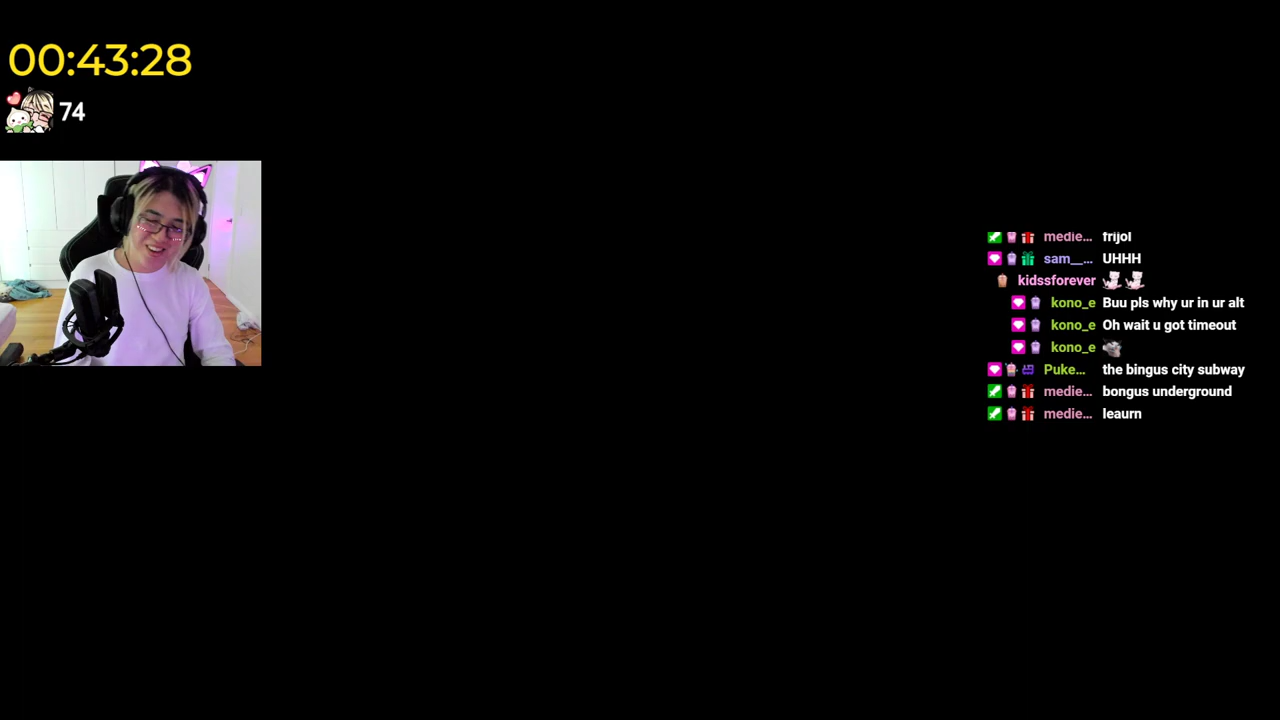 00:43:28
74
medie... frijol
sam__... UHHH
kidssforever
kono_e Buu pls why ur in ur alt
kono_e Oh wait u got timeout
kono_e
Puke... the bingus city subway
medie... bongus underground
medie... leaurn